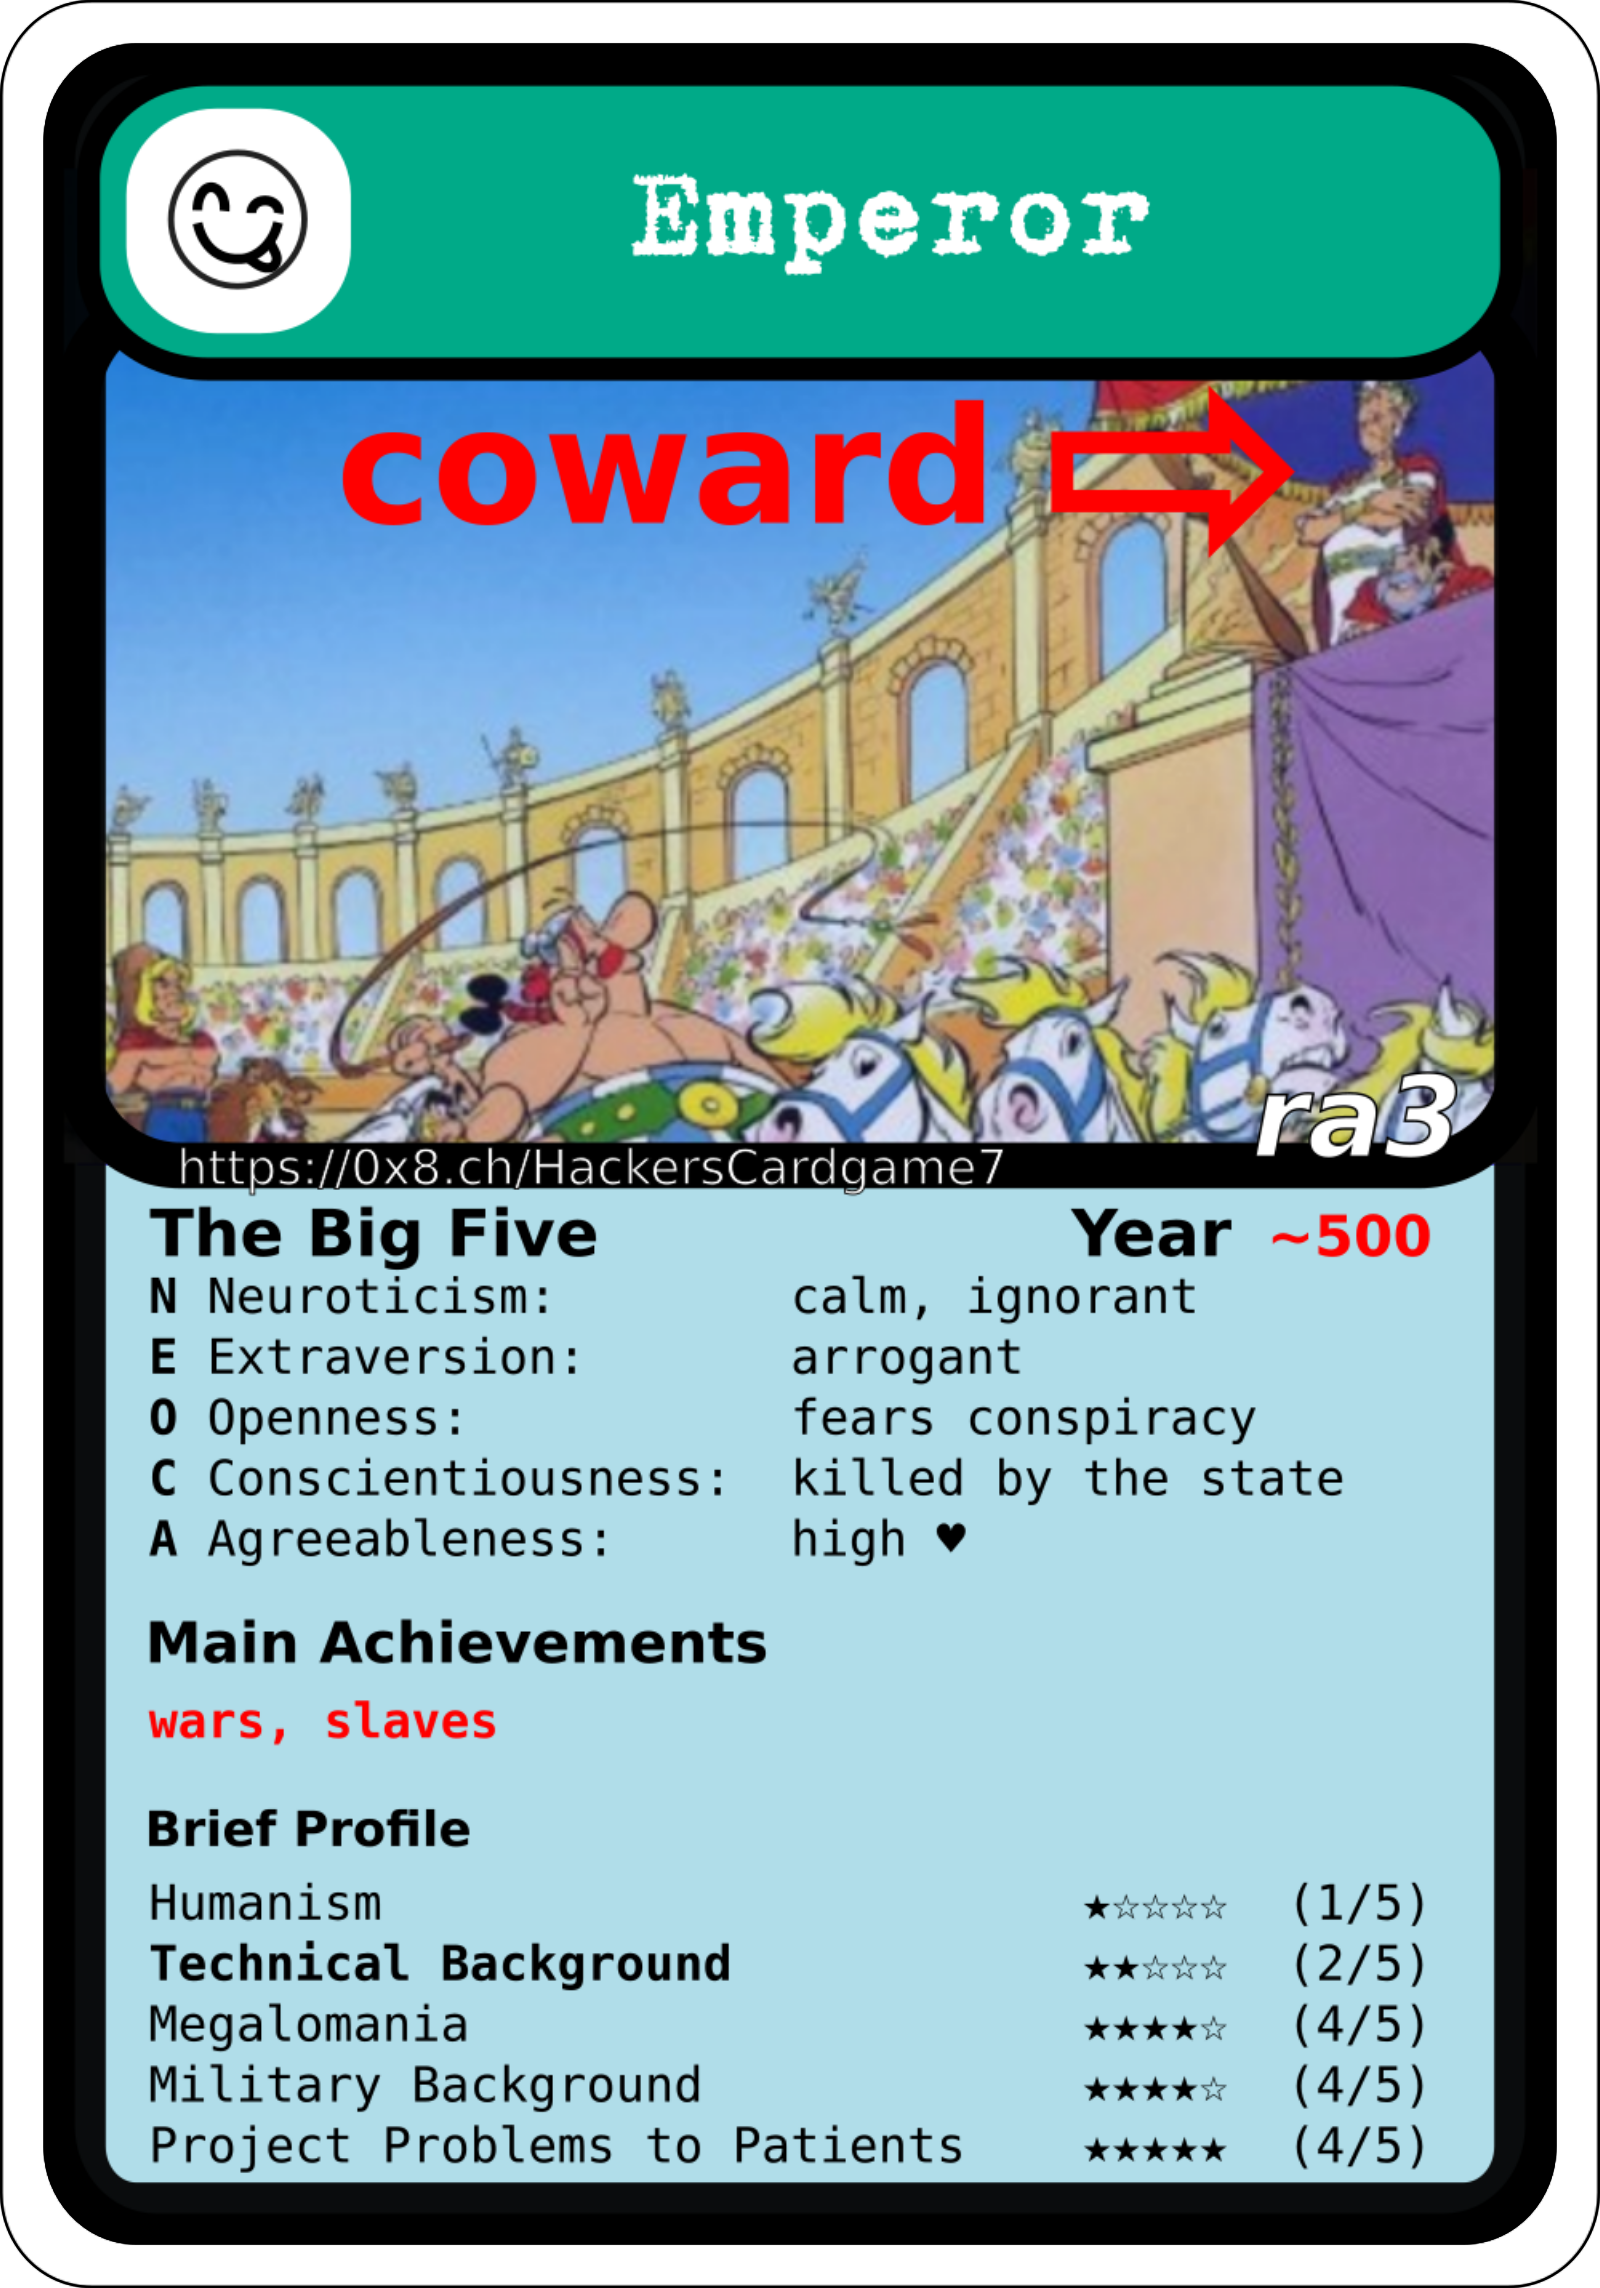 Emperor
coward ⇨
ra3
https://0x8.ch/HackersCardgame7
The Big Five Year ~500
N Neuroticism: calm, ignorant
E Extraversion: arrogant
O Openness: fears conspiracy
C Conscientiousness: killed by the state
A Agreeableness: high ♥
Main Achievements
wars, slaves
Brief Profile
Humanism ★☆☆☆☆ (1/5)
Technical Background ★★☆☆☆ (2/5)
Megalomania ★★★★☆ (4/5)
Military Background ★★★★☆ (4/5)
Project Problems to Patients ★★★★★ (4/5)